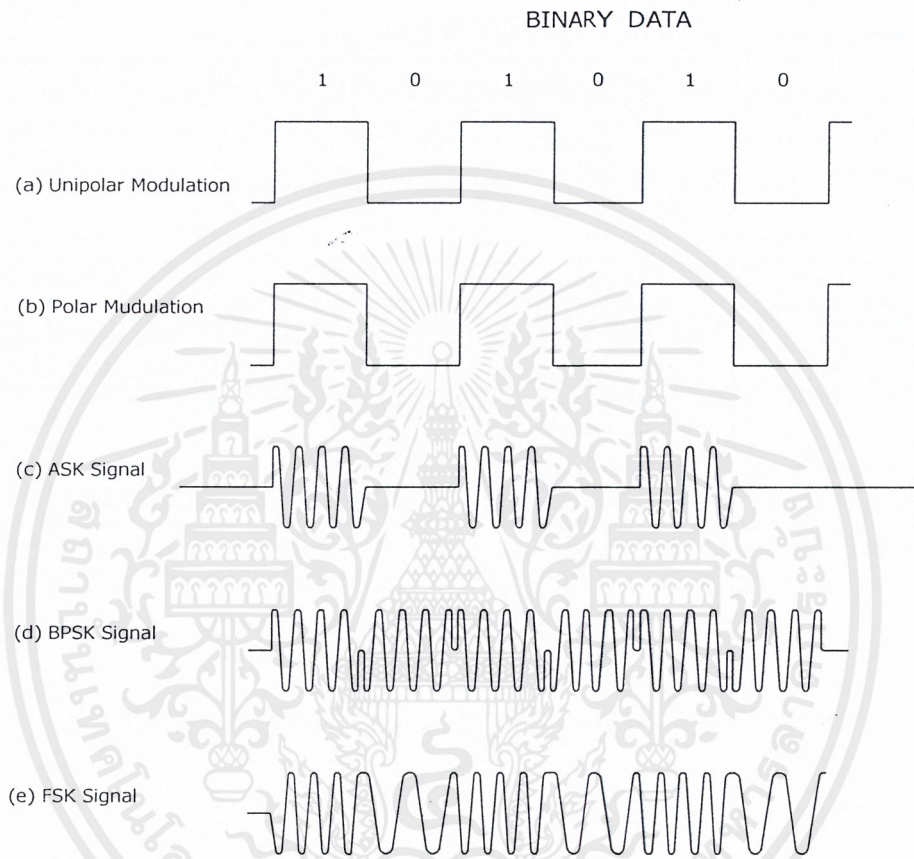 BINARY DATA
1 0 1 0 1 0
(a) Unipolar Modulation
(b) Polar Mudulation
(c) ASK Signal
(d) BPSK Signal
(e) FSK Signal